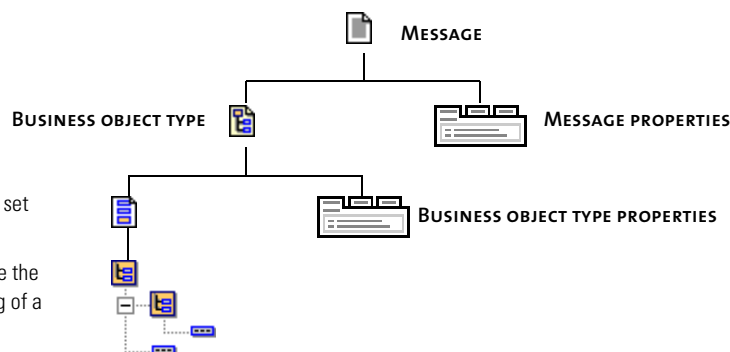 MESSAGE
BUSINESS OBJECT TYPE
MESSAGE PROPERTIES
set
BUSINESS OBJECT TYPE PROPERTIES
e the
g of a